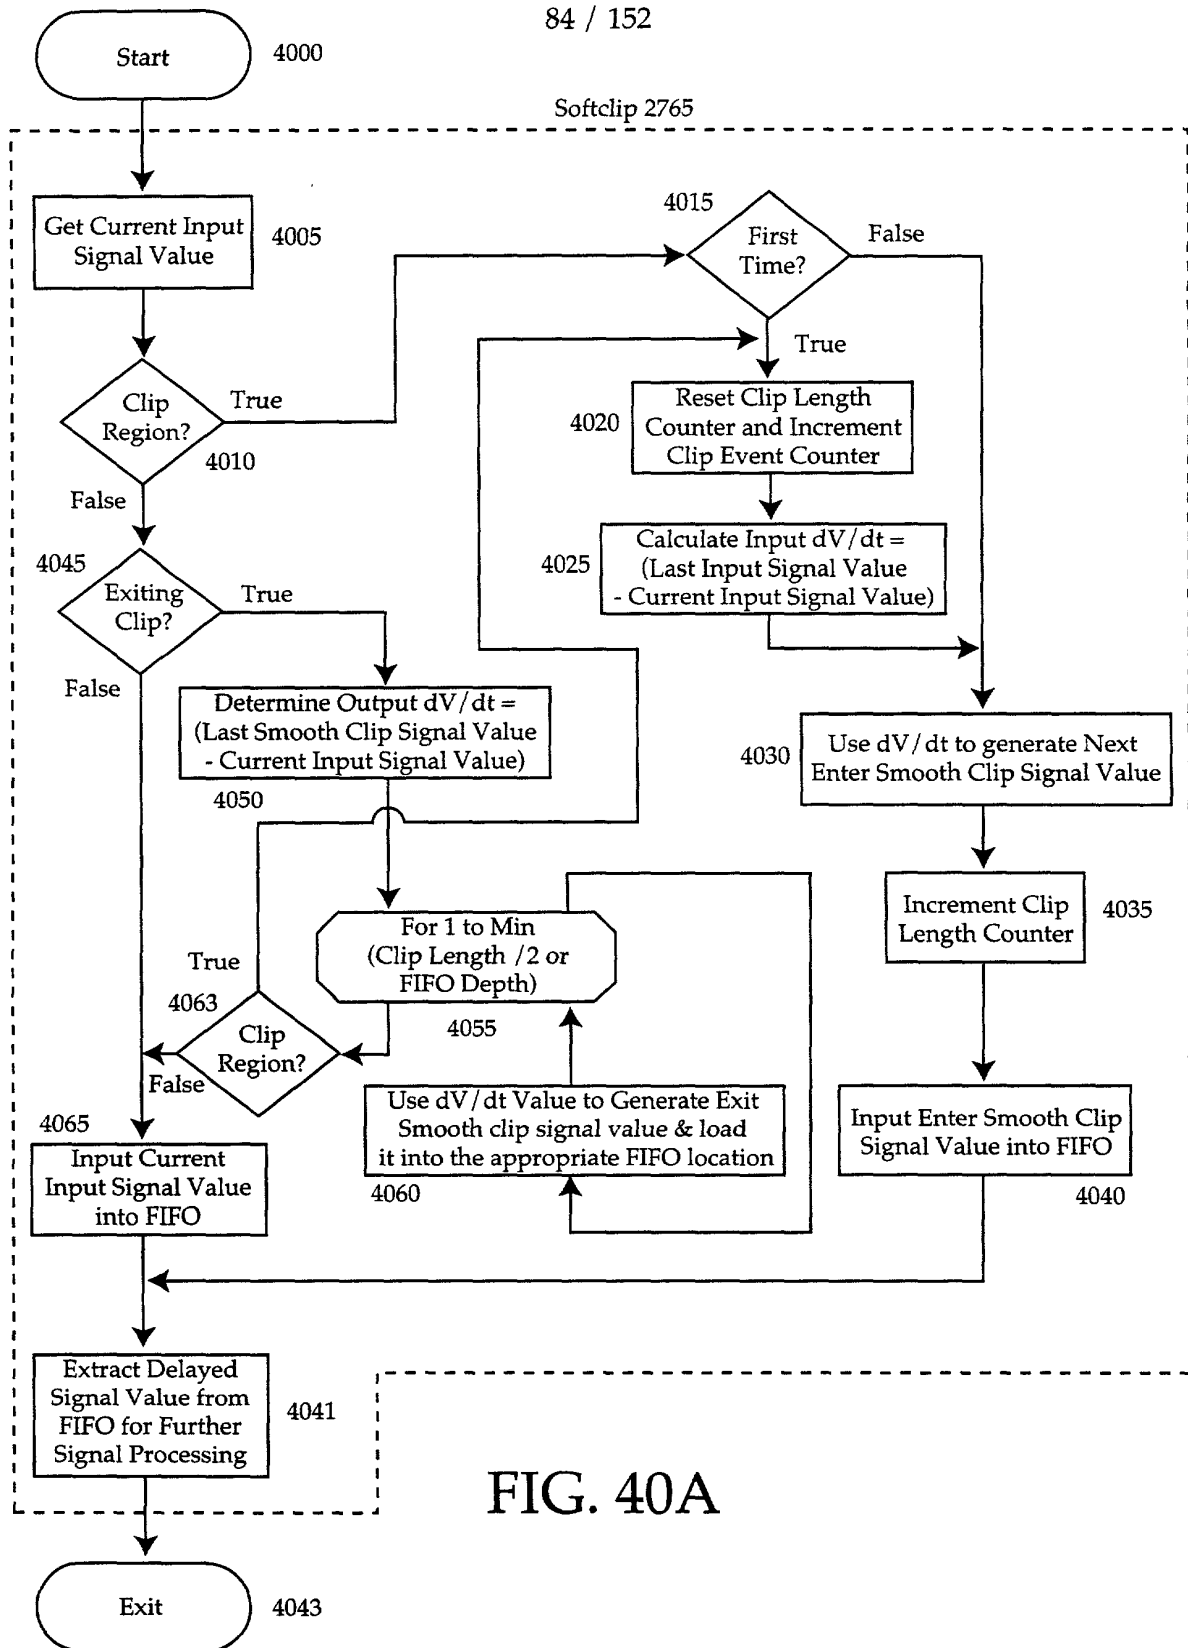 84 / 152
Start
4000
Softclip 2765
Get Current Input
Signal Value
4005
4015
First
Time?
False
True
Clip
Region?
True
4010
False
Reset Clip Length
Counter and Increment
Clip Event Counter
4020
4045
Exiting
Clip?
True
False
Calculate Input dV/dt =
(Last Input Signal Value
- Current Input Signal Value)
4025
Determine Output dV/dt =
(Last Smooth Clip Signal Value
- Current Input Signal Value)
4050
4030
Use dV/dt to generate Next
Enter Smooth Clip Signal Value
For 1 to Min
(Clip Length /2 or
FIFO Depth)
4055
Increment Clip
Length Counter
4035
True
4063
Clip
Region?
False
Use dV/dt Value to Generate Exit
Smooth clip signal value & load
it into the appropriate FIFO location
4060
Input Enter Smooth Clip
Signal Value into FIFO
4040
4065
Input Current
Input Signal Value
into FIFO
Extract Delayed
Signal Value from
FIFO for Further
Signal Processing
4041
FIG. 40A
Exit
4043